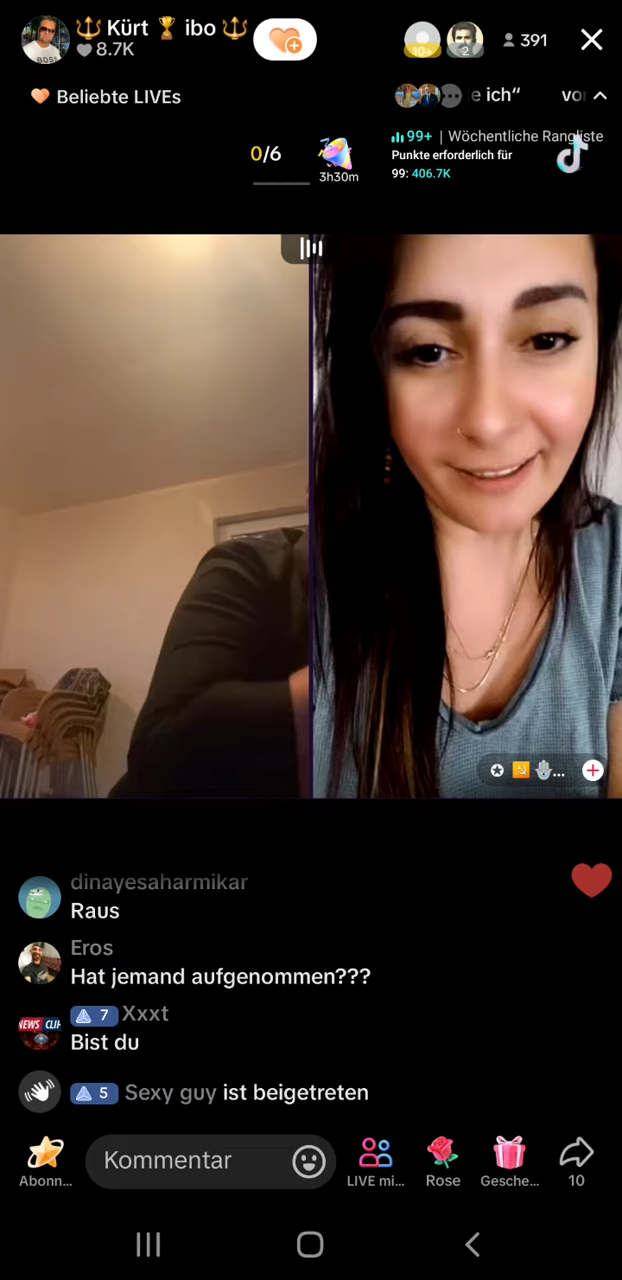 🔱 Kürt 🏆 ibo 🔱
8.7K
10+
2
391
Beliebte LIVEs
e ich“
0/6
3h30m
99+ | Wöchentliche Rangliste
Punkte erforderlich für
99: 406.7K
dinayesaharmikar
Raus
Eros
Hat jemand aufgenommen???
7 Xxxt
Bist du
5 Sexy guy ist beigetreten
Abonn...
Kommentar
LIVE mi...
Rose
Gesche...
10